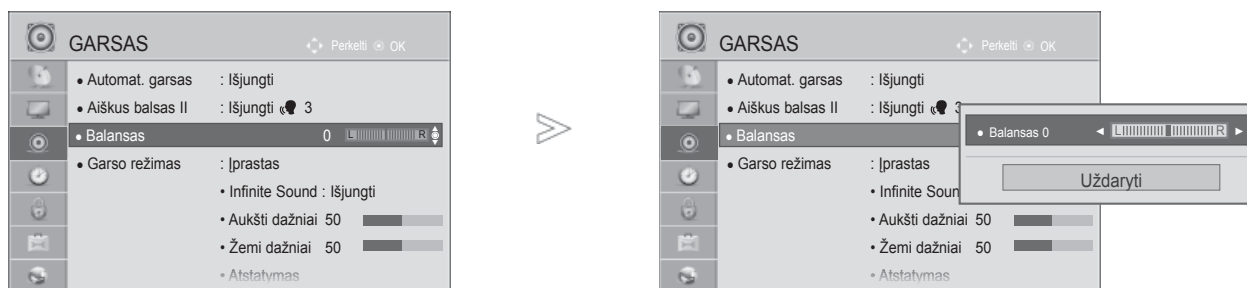 GARSAS Perkelti OK
• Automat. garsas : Išjungti
• Aiškus balsas II : Išjungti 3
• Balansas 0 L R
• Garso režimas : Įprastas
• Infinite Sound : Išjungti
• Aukšti dažniai 50
• Žemi dažniai 50
• Atstatymas
GARSAS Perkelti OK
• Automat. garsas : Išjungti
• Aiškus balsas II : Išjungti 3
• Balansas
• Balansas 0 ◄ L R ►
• Garso režimas : Įprastas
Uždaryti
• Infinite Soun
• Aukšti dažniai 50
• Žemi dažniai 50
• Atstatymas